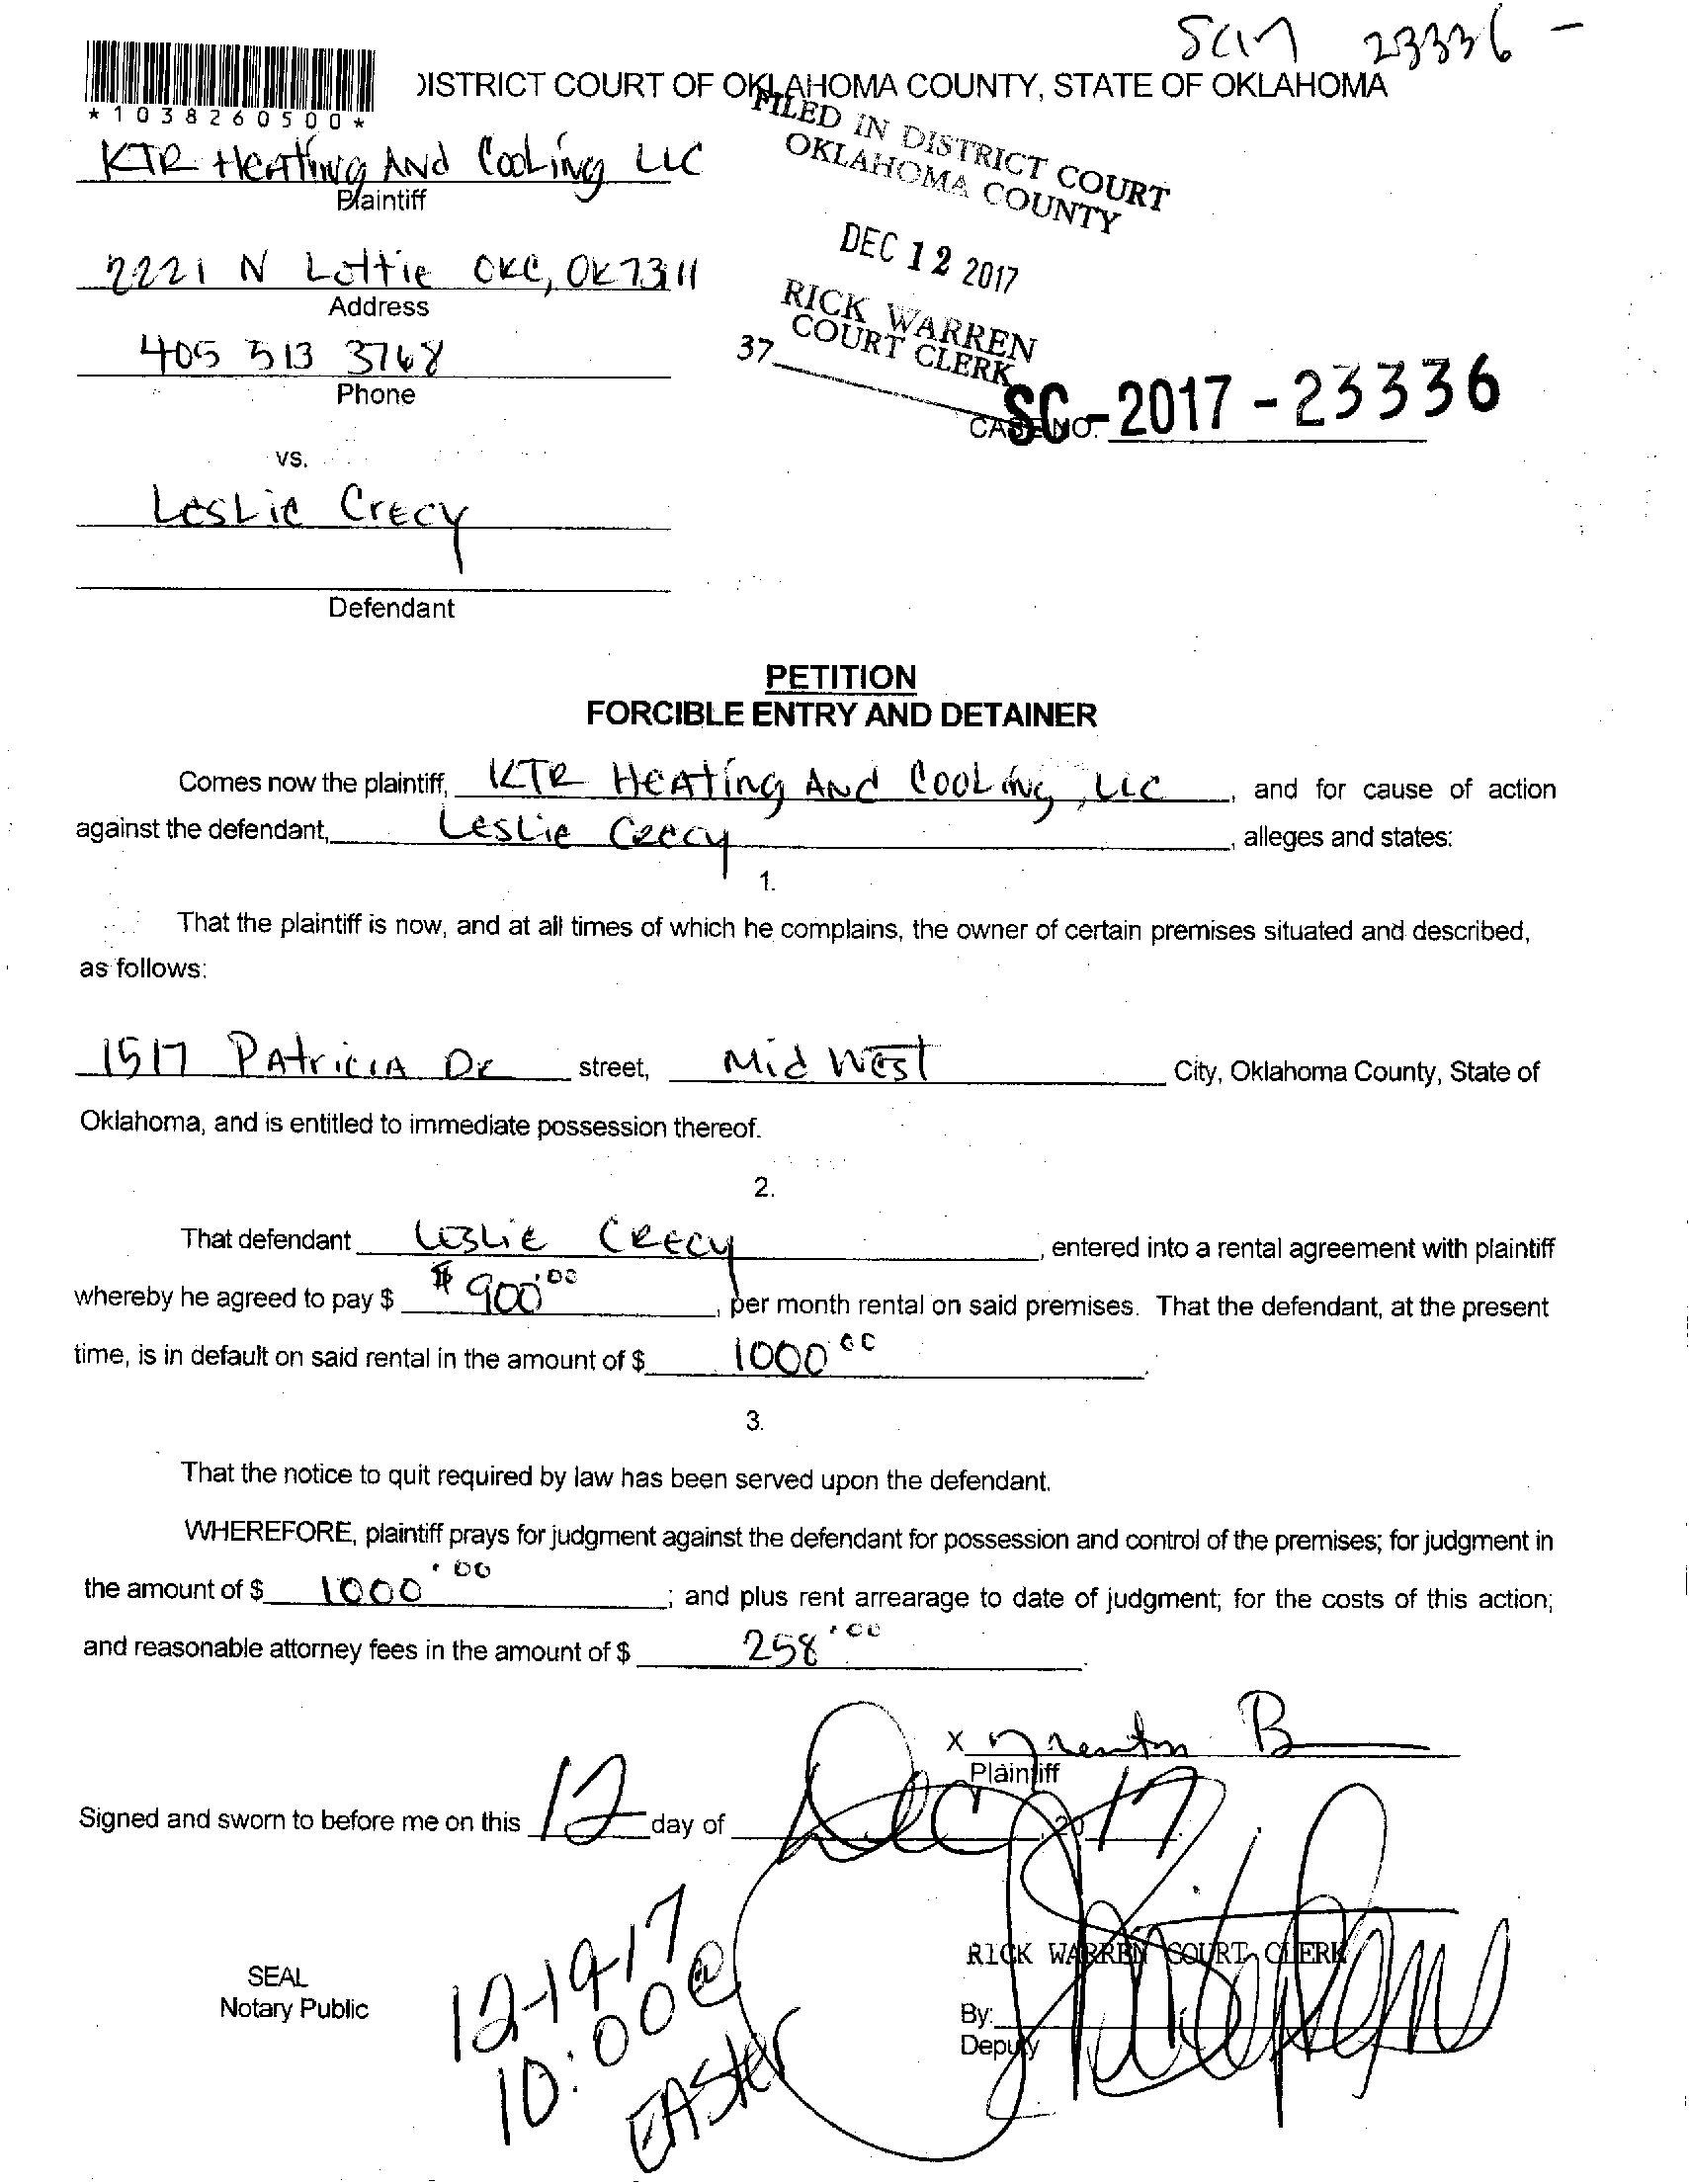 SCM 23336 -
DISTRICT COURT OF OKLAHOMA COUNTY, STATE OF OKLAHOMA
*1038260500*
FILED IN DISTRICT COURT
OKLAHOMA COUNTY
DEC 12 2017
RICK WARREN
COURT CLERK
37
KTR Heating And Cooling LLC
Plaintiff
2221 N Lottie OKC, OK 73111
Address
405 313 3768
Phone
CASE NO. SC-2017-23336
vs.
Leslie Crecy
Defendant
PETITION
FORCIBLE ENTRY AND DETAINER
Comes now the plaintiff, KTR Heating And Cooling, LLC, and for cause of action
against the defendant, Leslie Crecy, alleges and states:
1.
That the plaintiff is now, and at all times of which he complains, the owner of certain premises situated and described,
as follows:
1517 Patricia Dr street, Mid West City, Oklahoma County, State of
Oklahoma, and is entitled to immediate possession thereof.
2.
That defendant Leslie Crecy, entered into a rental agreement with plaintiff
whereby he agreed to pay $ $900.00, per month rental on said premises. That the defendant, at the present
time, is in default on said rental in the amount of $ 1000 00.
3.
That the notice to quit required by law has been served upon the defendant.
WHEREFORE, plaintiff prays for judgment against the defendant for possession and control of the premises; for judgment in
the amount of $ 1000.00; and plus rent arrearage to date of judgment; for the costs of this action;
and reasonable attorney fees in the amount of $ 258.00.
X B
Plaintiff
Signed and sworn to before me on this 12 day of Dec, 2017.
SEAL
Notary Public
12-19-17
10:00 @
EASter
RICK WARREN COURT CLERK
By:
Deputy